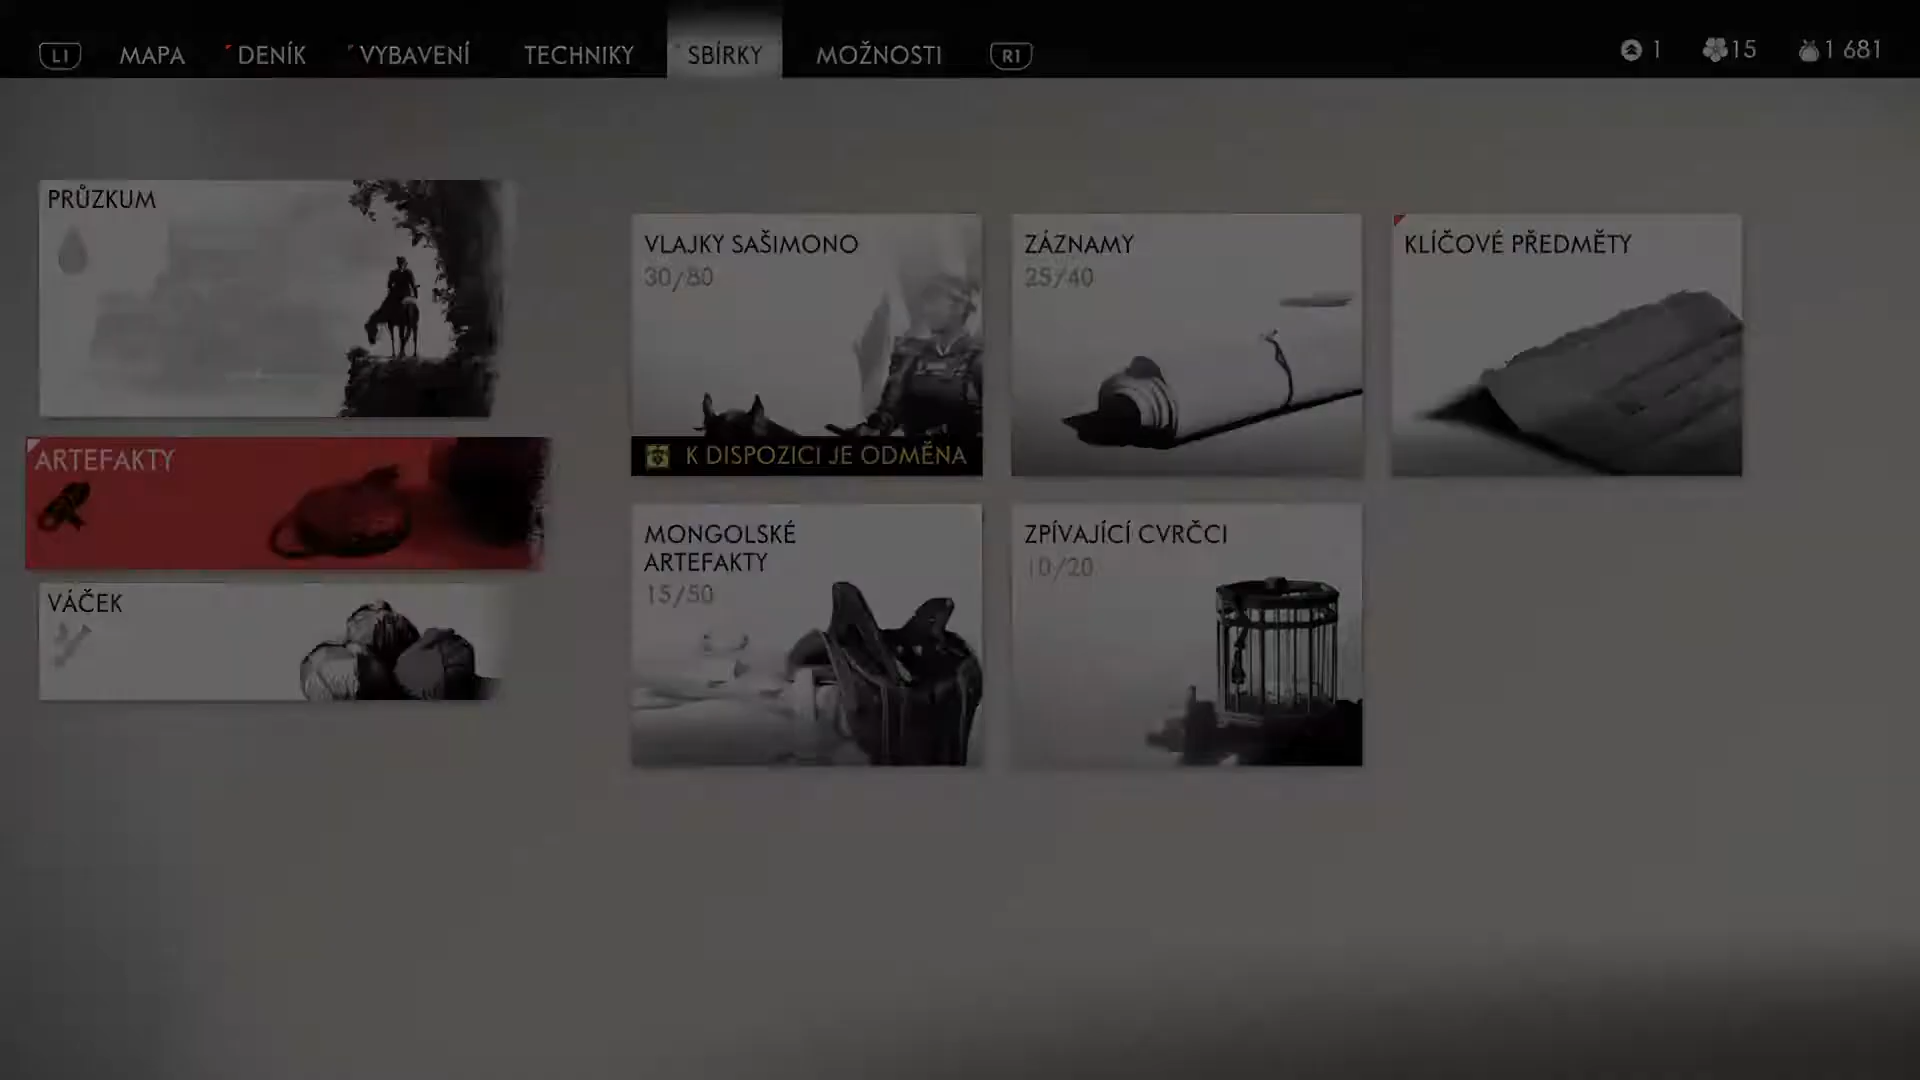 L1 MAPA DENÍK VYBAVENÍ TECHNIKY SBÍRKY MOŽNOSTI R1 1 15 1 681
PRŮZKUM
ARTEFAKTY
VÁČEK
VLAJKY SAŠIMONO
30/80
K DISPOZICI JE ODMĚNA
ZÁZNAMY
25/40
KLÍČOVÉ PŘEDMĚTY
MONGOLSKÉ
ARTEFAKTY
15/50
ZPÍVAJÍCÍ CVRČCI
10/20